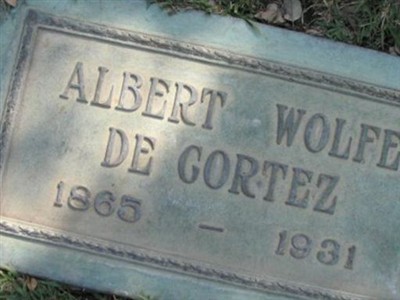 ALBERT WOLFE
DE CORTEZ
1865 – 1931